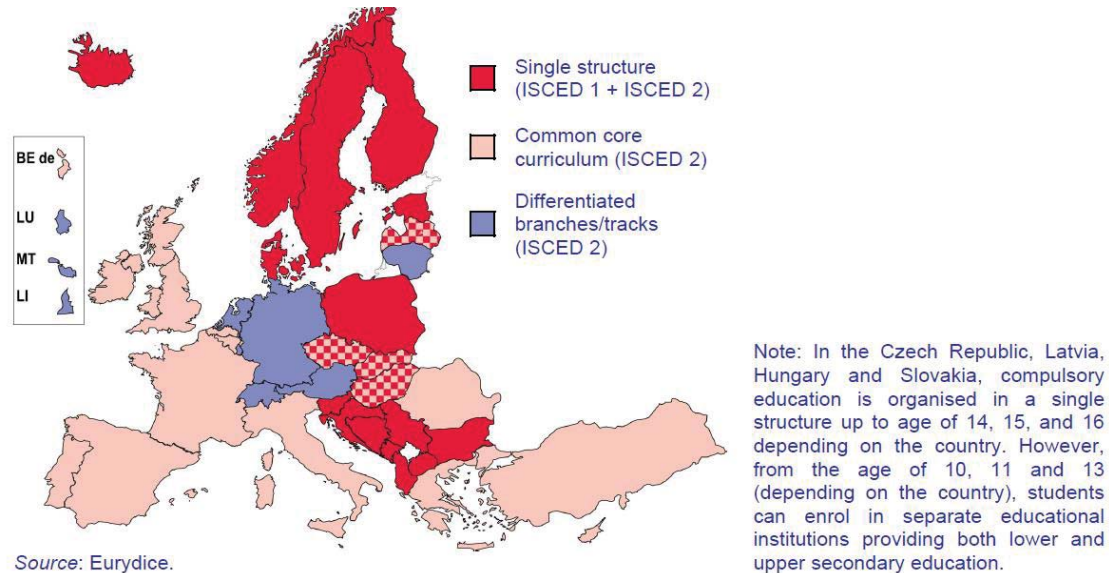 Single structure
(ISCED 1 + ISCED 2)
Common core
curriculum (ISCED 2)
Differentiated
branches/tracks
(ISCED 2)
BE de
LU
MT
LI
Note: In the Czech Republic, Latvia,
Hungary and Slovakia, compulsory
education is organised in a single
structure up to age of 14, 15, and 16
depending on the country. However,
from the age of 10, 11 and 13
(depending on the country), students
can enrol in separate educational
institutions providing both lower and
upper secondary education.
Source: Eurydice.